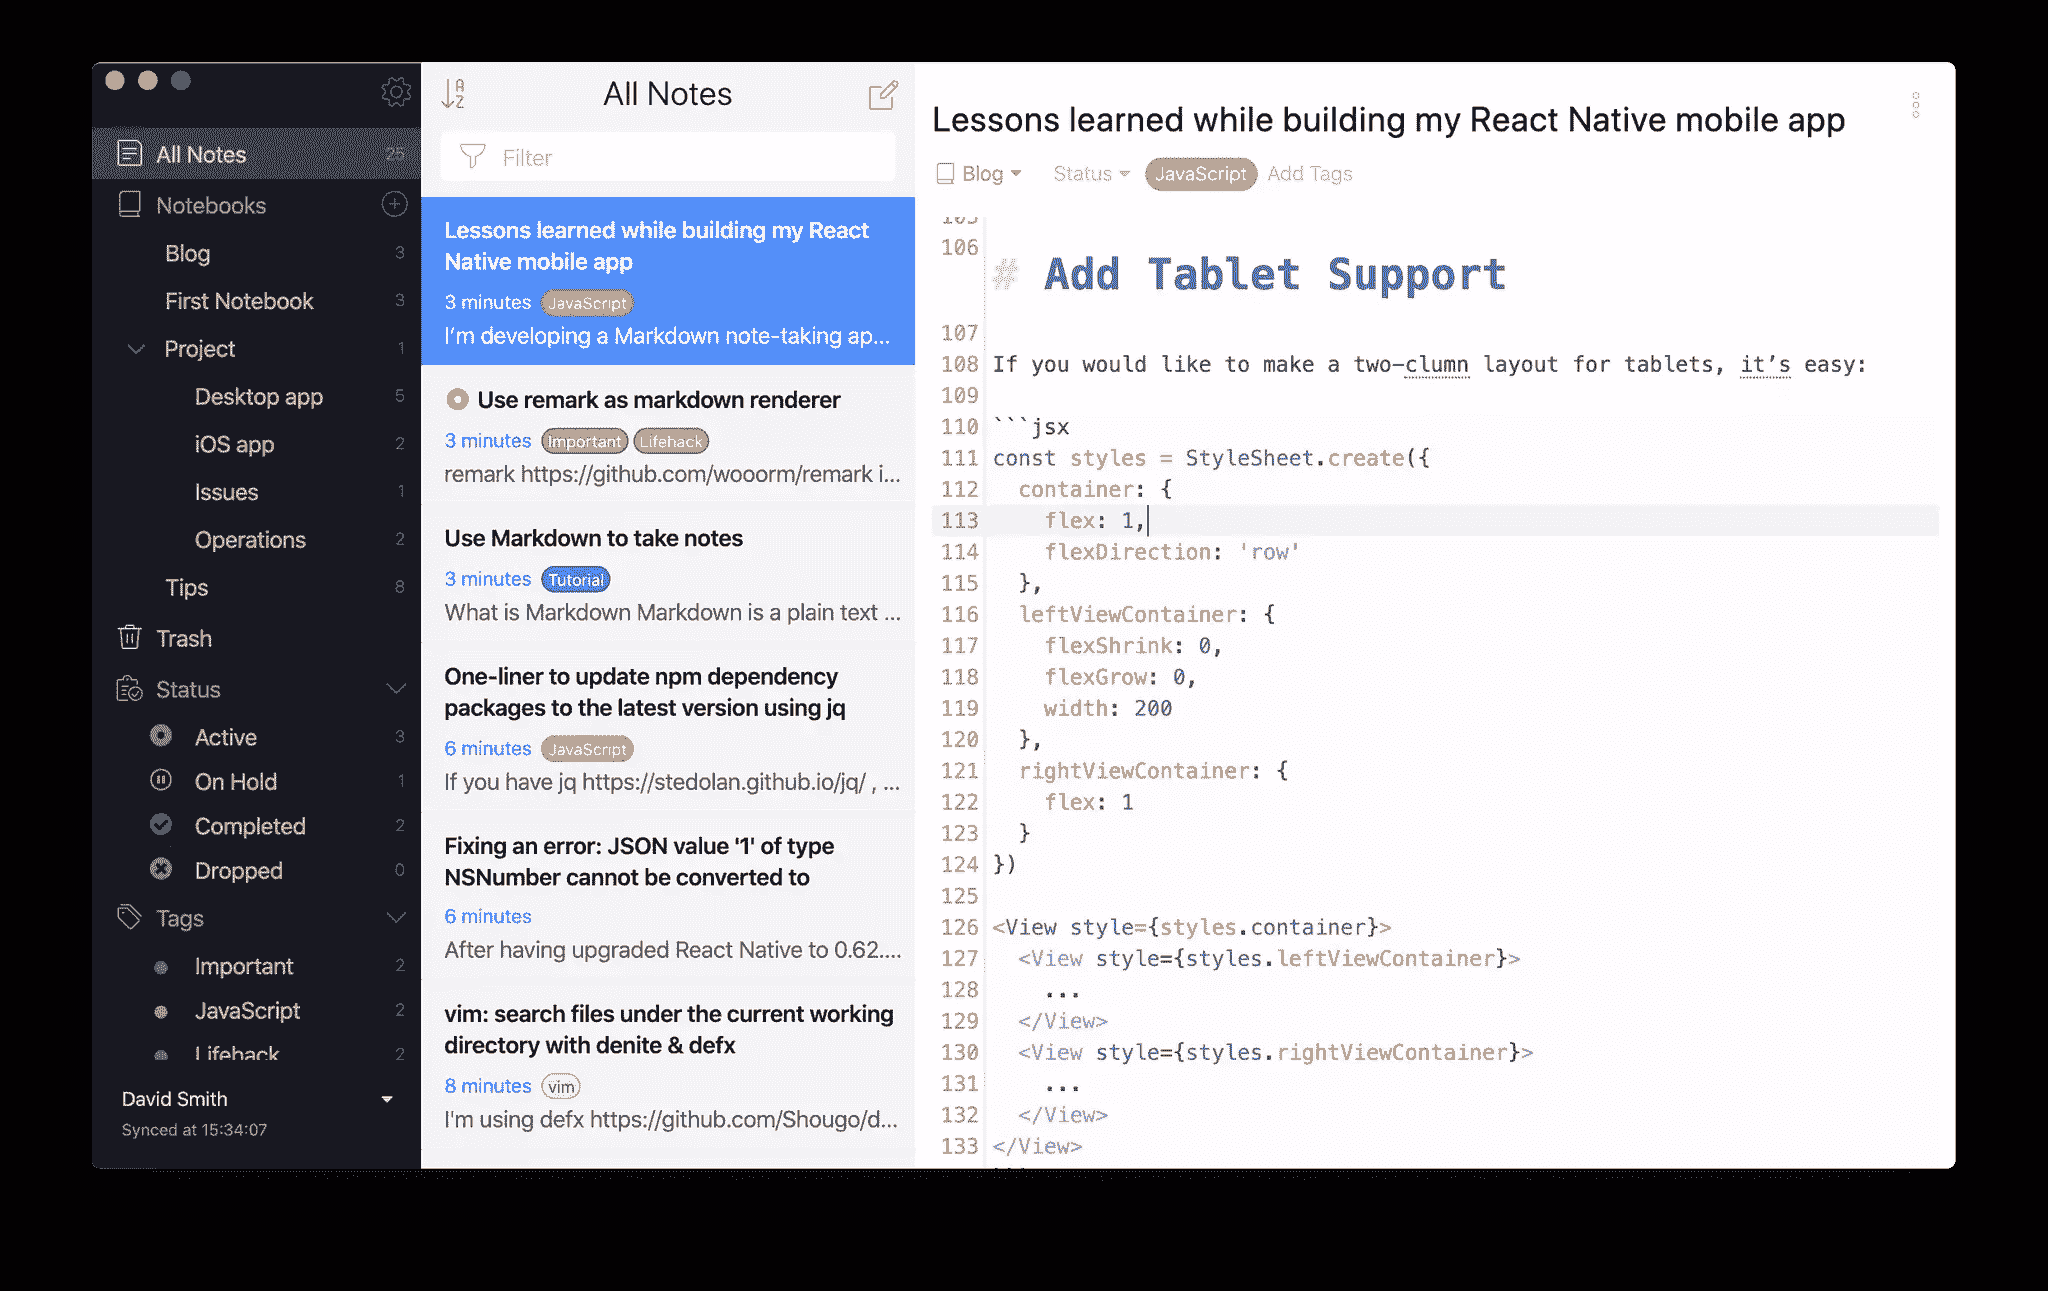 All Notes 25
Notebooks
Blog 3
First Notebook 3
Project 1
Desktop app 5
iOS app 2
Issues 1
Operations 2
Tips 8
Trash
Status
Active 3
On Hold 1
Completed 2
Dropped 0
Tags
Important 2
JavaScript 2
Lifehack 2
David Smith
Synced at 15:34:07
A
Z
All Notes
Filter
Lessons learned while building my React
Native mobile app
3 minutes JavaScript
I'm developing a Markdown note-taking ap...
Use remark as markdown renderer
3 minutes Important Lifehack
remark https://github.com/wooorm/remark i...
Use Markdown to take notes
3 minutes Tutorial
What is Markdown Markdown is a plain text ...
One-liner to update npm dependency
packages to the latest version using jq
6 minutes JavaScript
If you have jq https://stedolan.github.io/jq/ , ...
Fixing an error: JSON value '1' of type
NSNumber cannot be converted to
6 minutes
After having upgraded React Native to 0.62....
vim: search files under the current working
directory with denite & defx
8 minutes vim
I'm using defx https://github.com/Shougo/d...
Lessons learned while building my React Native mobile app
Blog Status JavaScript Add Tags
105
106 # Add Tablet Support
107
108 If you would like to make a two-clumn layout for tablets, it’s easy:
109
110 ```jsx
111 const styles = StyleSheet.create({
112   container: {
113     flex: 1,
114     flexDirection: 'row'
115   },
116   leftViewContainer: {
117     flexShrink: 0,
118     flexGrow: 0,
119     width: 200
120   },
121   rightViewContainer: {
122     flex: 1
123   }
124 })
125
126 <View style={styles.container}>
127   <View style={styles.leftViewContainer}>
128     ...
129   </View>
130   <View style={styles.rightViewContainer}>
131     ...
132   </View>
133 </View>